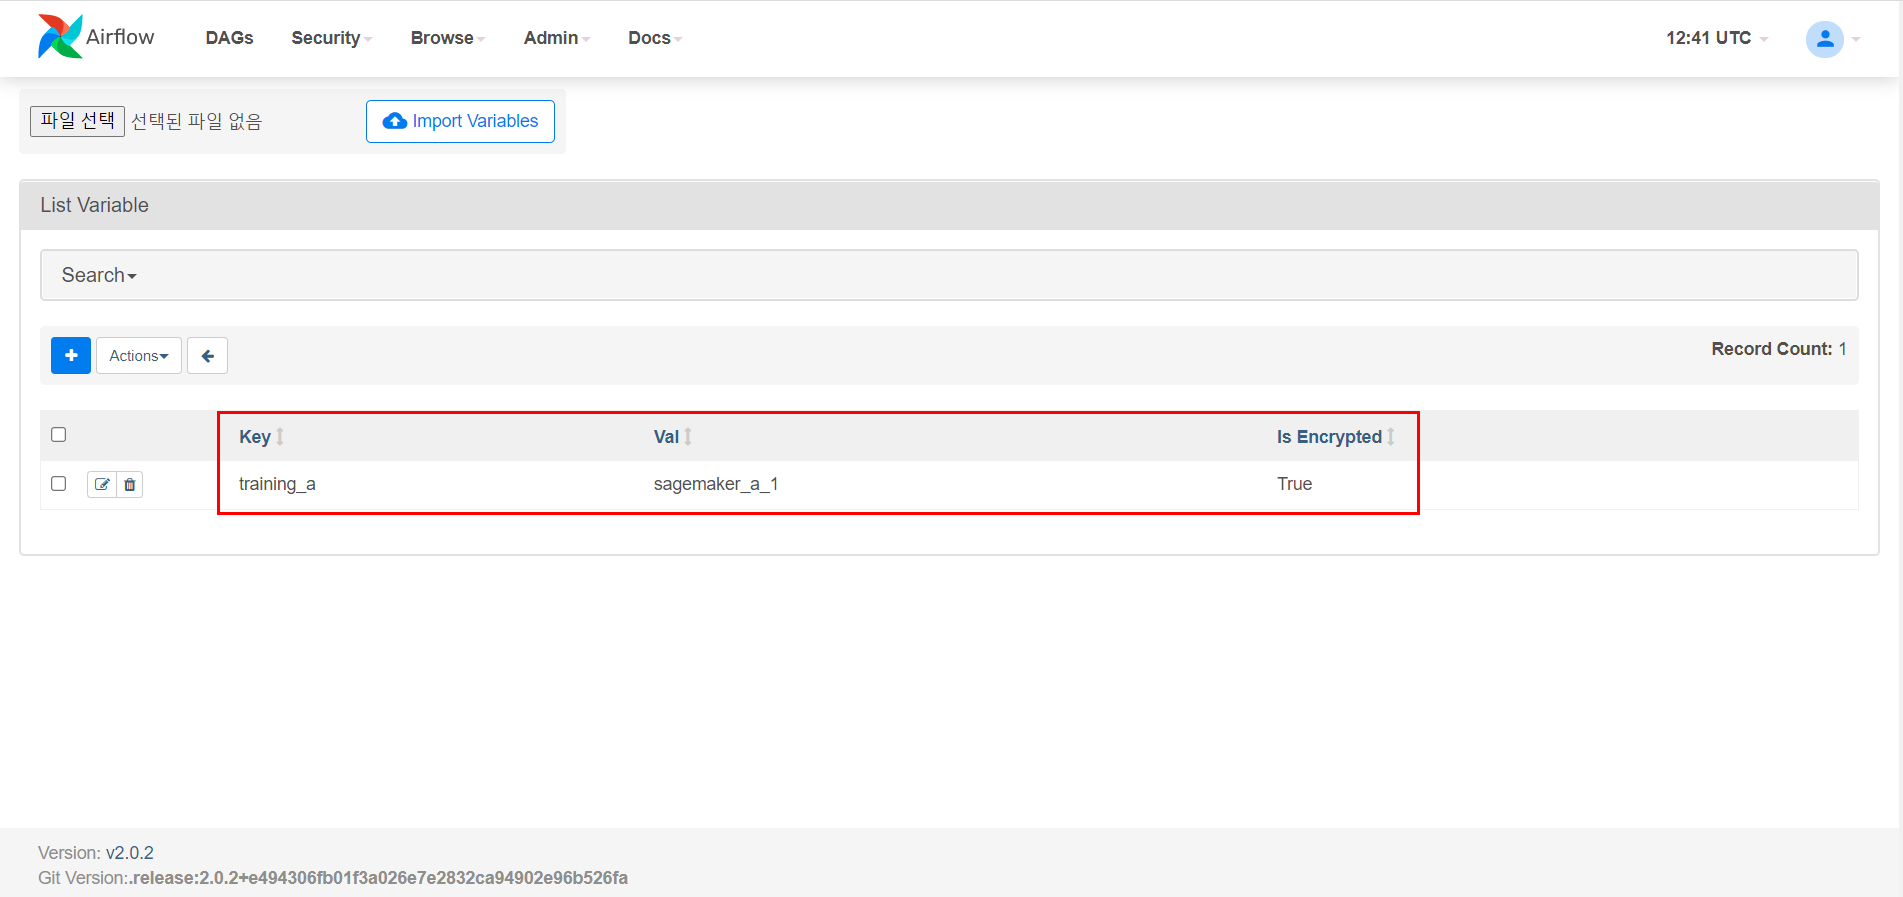 Airflow DAGs Security Browse Admin Docs 12:41 UTC
파일 선택 선택된 파일 없음 Import Variables
List Variable
Search
Actions Record Count: 1
Key Val Is Encrypted
training_a sagemaker_a_1 True
Version: v2.0.2
Git Version:.release:2.0.2+e494306fb01f3a026e7e2832ca94902e96b526fa